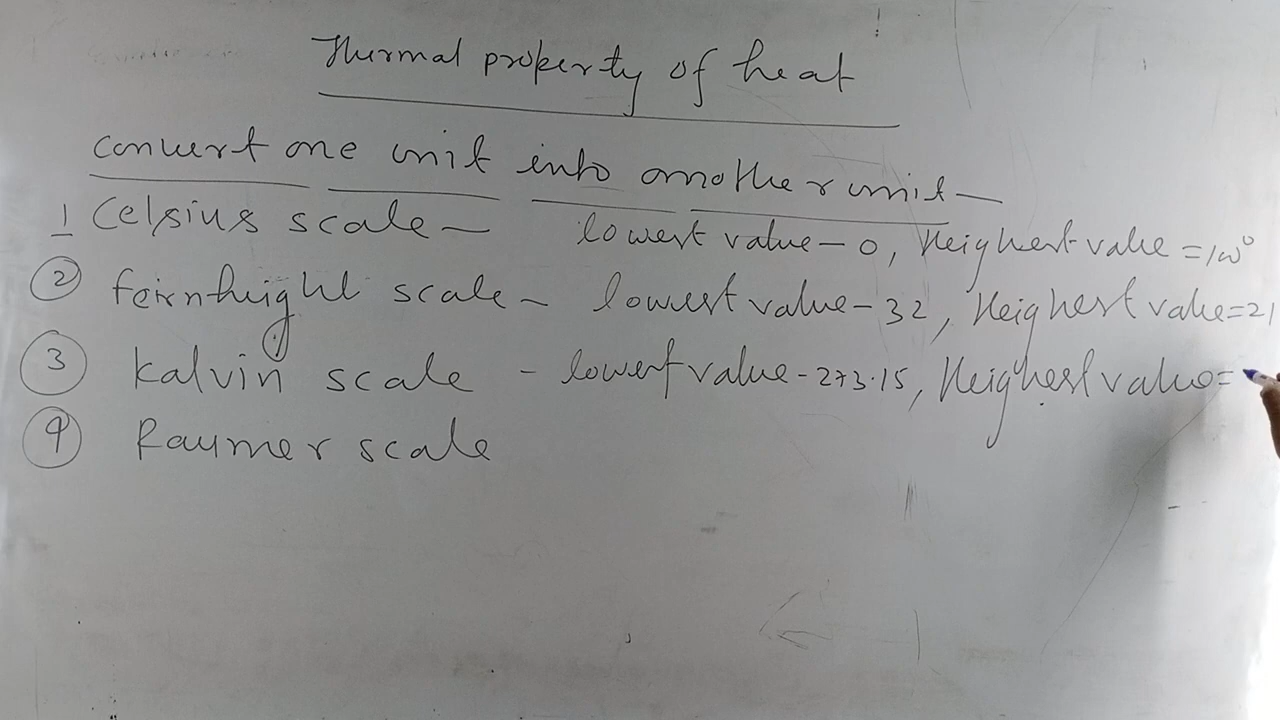 Thermal property of heat
convert one unit into another unit —
1 Celsius scale — lowest value - 0, Heighest value = 100°
② feirnhight scale - lowest value - 32, Heighest value = 21
③ Kalvin scale - lowest value - 273.15, Heighest value =
④ Raumer scale